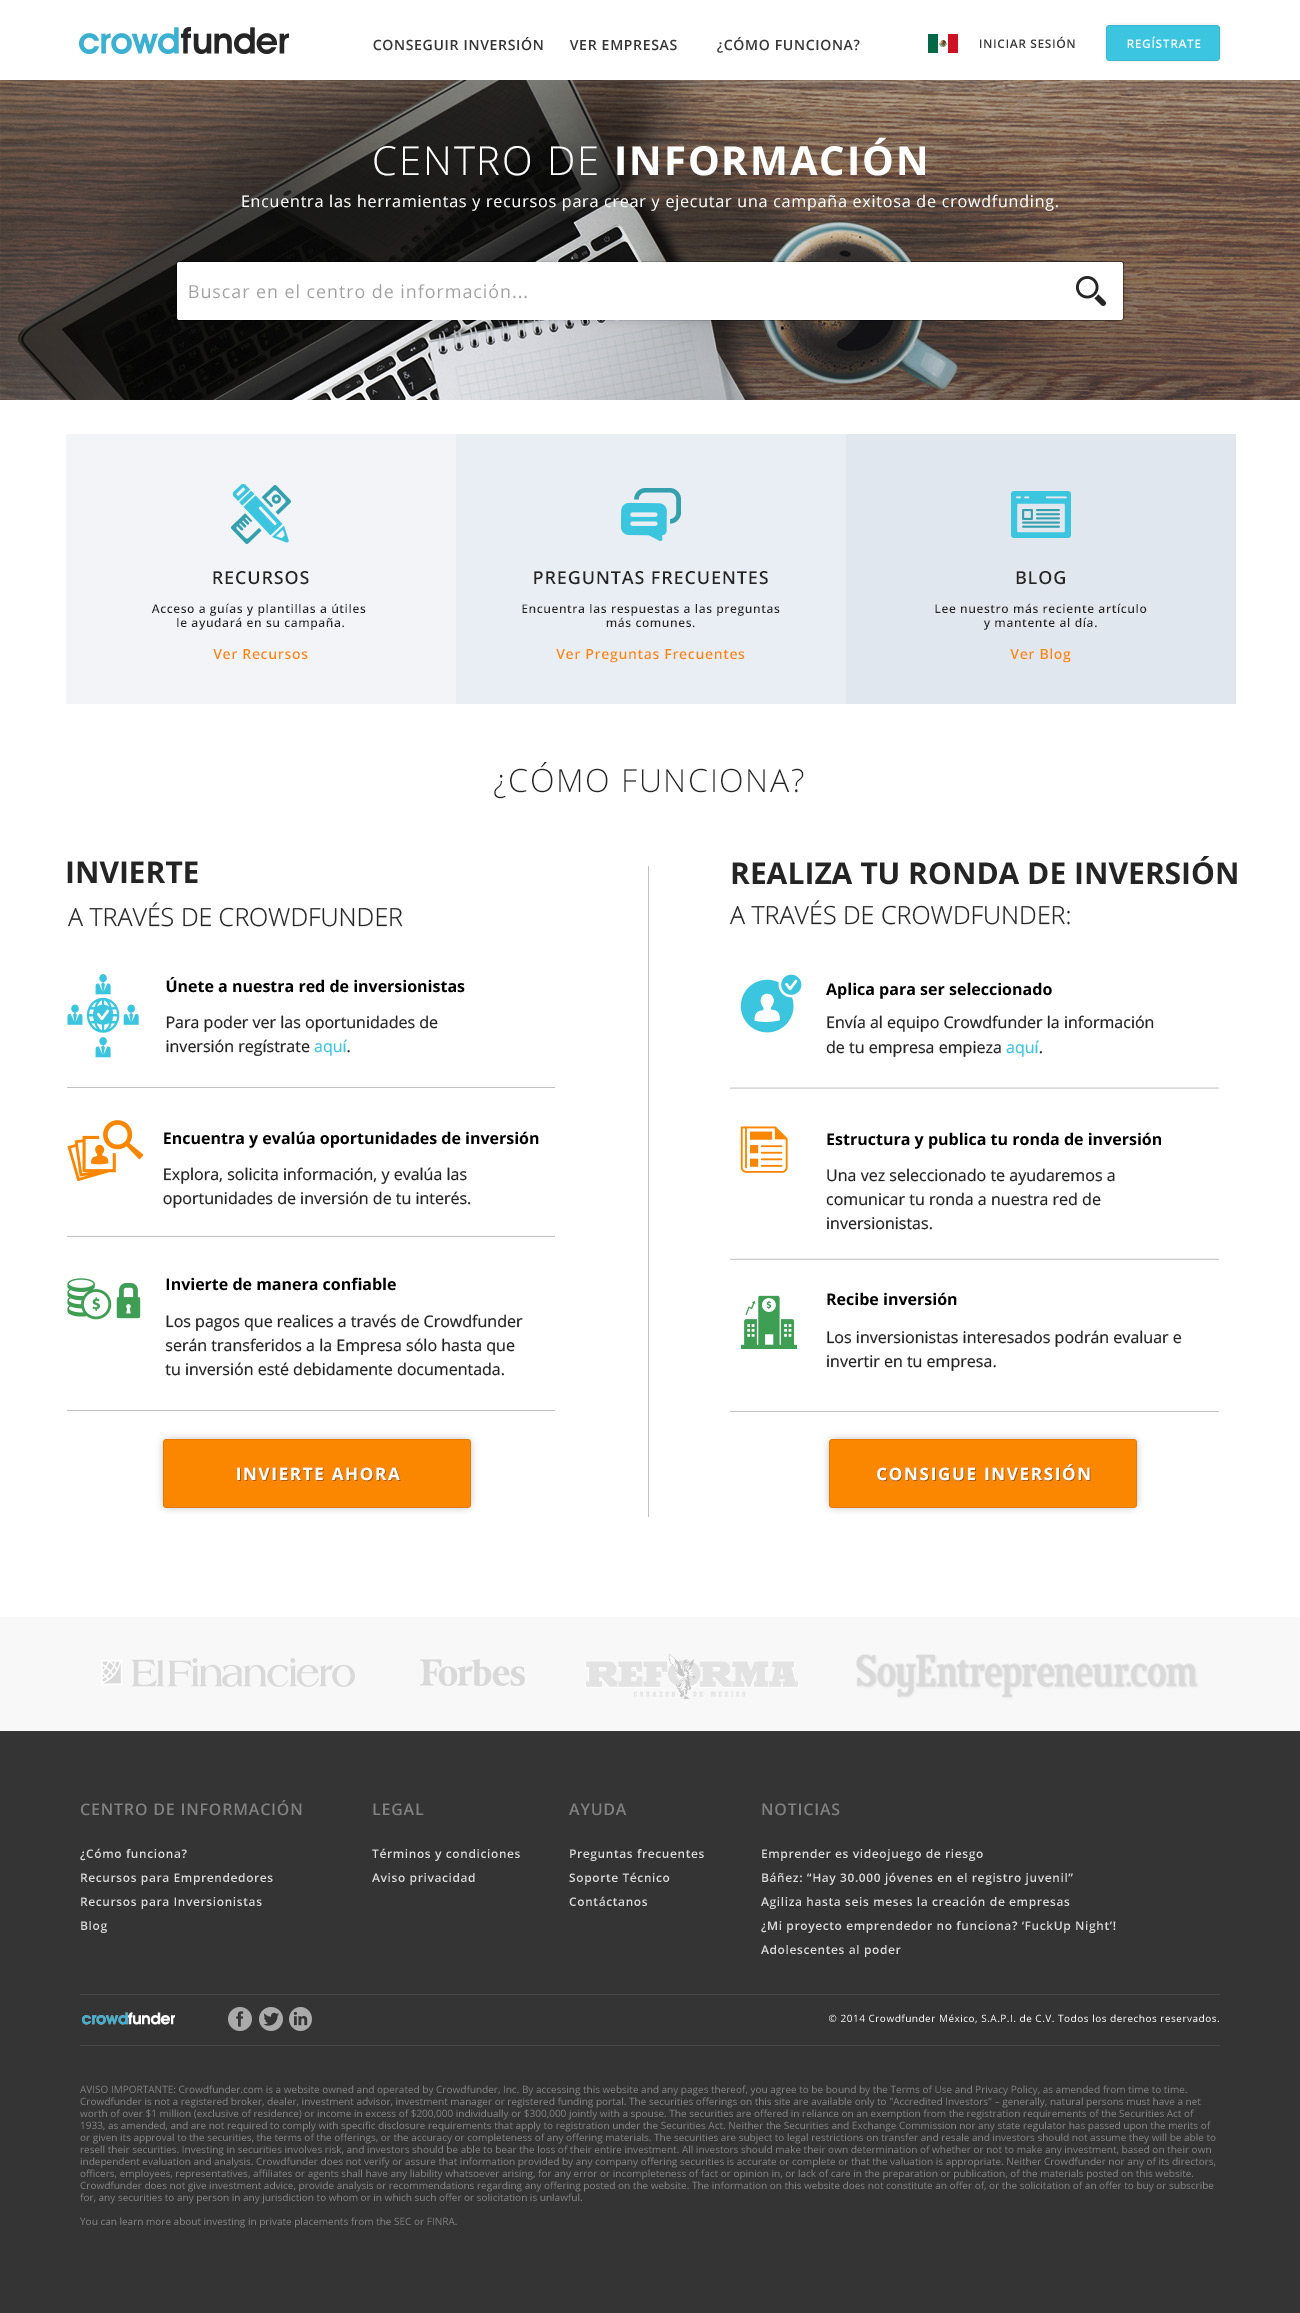 crowdfunder
CONSEGUIR INVERSIÓN
VER EMPRESAS
¿CÓMO FUNCIONA?
INICIAR SESIÓN
REGÍSTRATE
CENTRO DE INFORMACIÓN
Encuentra las herramientas y recursos para crear y ejecutar una campaña exitosa de crowdfunding.
Buscar en el centro de información...
RECURSOS
Acceso a guías y plantillas a útiles
le ayudará en su campaña.
Ver Recursos
PREGUNTAS FRECUENTES
Encuentra las respuestas a las preguntas
más comunes.
Ver Preguntas Frecuentes
BLOG
Lee nuestro más reciente artículo
y mantente al día.
Ver Blog
¿CÓMO FUNCIONA?
INVIERTE
A TRAVÉS DE CROWDFUNDER
Únete a nuestra red de inversionistas
Para poder ver las oportunidades de
inversión regístrate aquí.
Encuentra y evalúa oportunidades de inversión
Explora, solicita información, y evalúa las
oportunidades de inversión de tu interés.
Invierte de manera confiable
Los pagos que realices a través de Crowdfunder
serán transferidos a la Empresa sólo hasta que
tu inversión esté debidamente documentada.
INVIERTE AHORA
REALIZA TU RONDA DE INVERSIÓN
A TRAVÉS DE CROWDFUNDER:
Aplica para ser seleccionado
Envía al equipo Crowdfunder la información
de tu empresa empieza aquí.
Estructura y publica tu ronda de inversión
Una vez seleccionado te ayudaremos a
comunicar tu ronda a nuestra red de
inversionistas.
Recibe inversión
Los inversionistas interesados podrán evaluar e
invertir en tu empresa.
CONSIGUE INVERSIÓN
El Financiero
Forbes
REFORMA
CORAZÓN DE MÉXICO
SoyEntrepreneur.com
CENTRO DE INFORMACIÓN
¿Cómo funciona?
Recursos para Emprendedores
Recursos para Inversionistas
Blog
LEGAL
Términos y condiciones
Aviso privacidad
AYUDA
Preguntas frecuentes
Soporte Técnico
Contáctanos
NOTICIAS
Emprender es videojuego de riesgo
Báñez: “Hay 30.000 jóvenes en el registro juvenil”
Agiliza hasta seis meses la creación de empresas
¿Mi proyecto emprendedor no funciona? ‘FuckUp Night’!
Adolescentes al poder
crowdfunder
© 2014 Crowdfunder México, S.A.P.I. de C.V. Todos los derechos reservados.
AVISO IMPORTANTE: Crowdfunder.com is a website owned and operated by Crowdfunder, Inc. By accessing this website and any pages thereof, you agree to be bound by the Terms of Use and Privacy Policy, as amended from time to time.
Crowdfunder is not a registered broker, dealer, investment advisor, investment manager or registered funding portal. The securities offerings on this site are available only to “Accredited Investors” – generally, natural persons must have a net
worth of over $1 million (exclusive of residence) or income in excess of $200,000 individually or $300,000 jointly with a spouse. The securities are offered in reliance on an exemption from the registration requirements of the Securities Act of
1933, as amended, and are not required to comply with specific disclosure requirements that apply to registration under the Securities Act. Neither the Securities and Exchange Commission nor any state regulator has passed upon the merits of
or given its approval to the securities, the terms of the offerings, or the accuracy or completeness of any offering materials. The securities are subject to legal restrictions on transfer and resale and investors should not assume they will be able to
resell their securities. Investing in securities involves risk, and investors should be able to bear the loss of their entire investment. All investors should make their own determination of whether or not to make any investment, based on their own
independent evaluation and analysis. Crowdfunder does not verify or assure that information provided by any company offering securities is accurate or complete or that the valuation is appropriate. Neither Crowdfunder nor any of its directors,
officers, employees, representatives, affiliates or agents shall have any liability whatsoever arising, for any error or incompleteness of fact or opinion in, or lack of care in the preparation or publication, of the materials posted on this website.
Crowdfunder does not give investment advice, provide analysis or recommendations regarding any offering posted on the website. The information on this website does not constitute an offer of, or the solicitation of an offer to buy or subscribe
for, any securities to any person in any jurisdiction to whom or in which such offer or solicitation is unlawful.
You can learn more about investing in private placements from the SEC or FINRA.